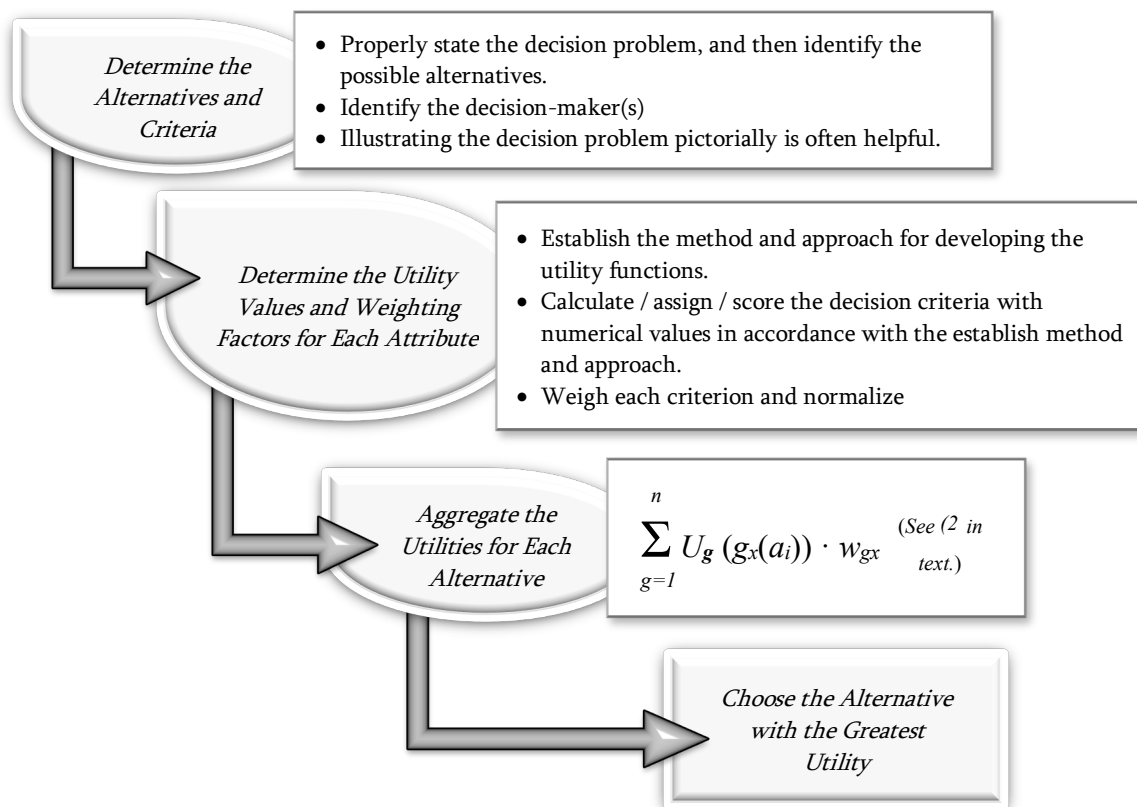 Determine the
Alternatives and
Criteria
• Properly state the decision problem, and then identify the
possible alternatives.
• Identify the decision-maker(s)
• Illustrating the decision problem pictorially is often helpful.
Determine the Utility
Values and Weighting
Factors for Each Attribute
• Establish the method and approach for developing the
utility functions.
• Calculate / assign / score the decision criteria with
numerical values in accordance with the establish method
and approach.
• Weigh each criterion and normalize
Aggregate the
Utilities for Each
Alternative
n
∑ U_g (g_x(a_i)) · w_gx (See (2 in
g=1 text.)
Choose the Alternative
with the Greatest
Utility